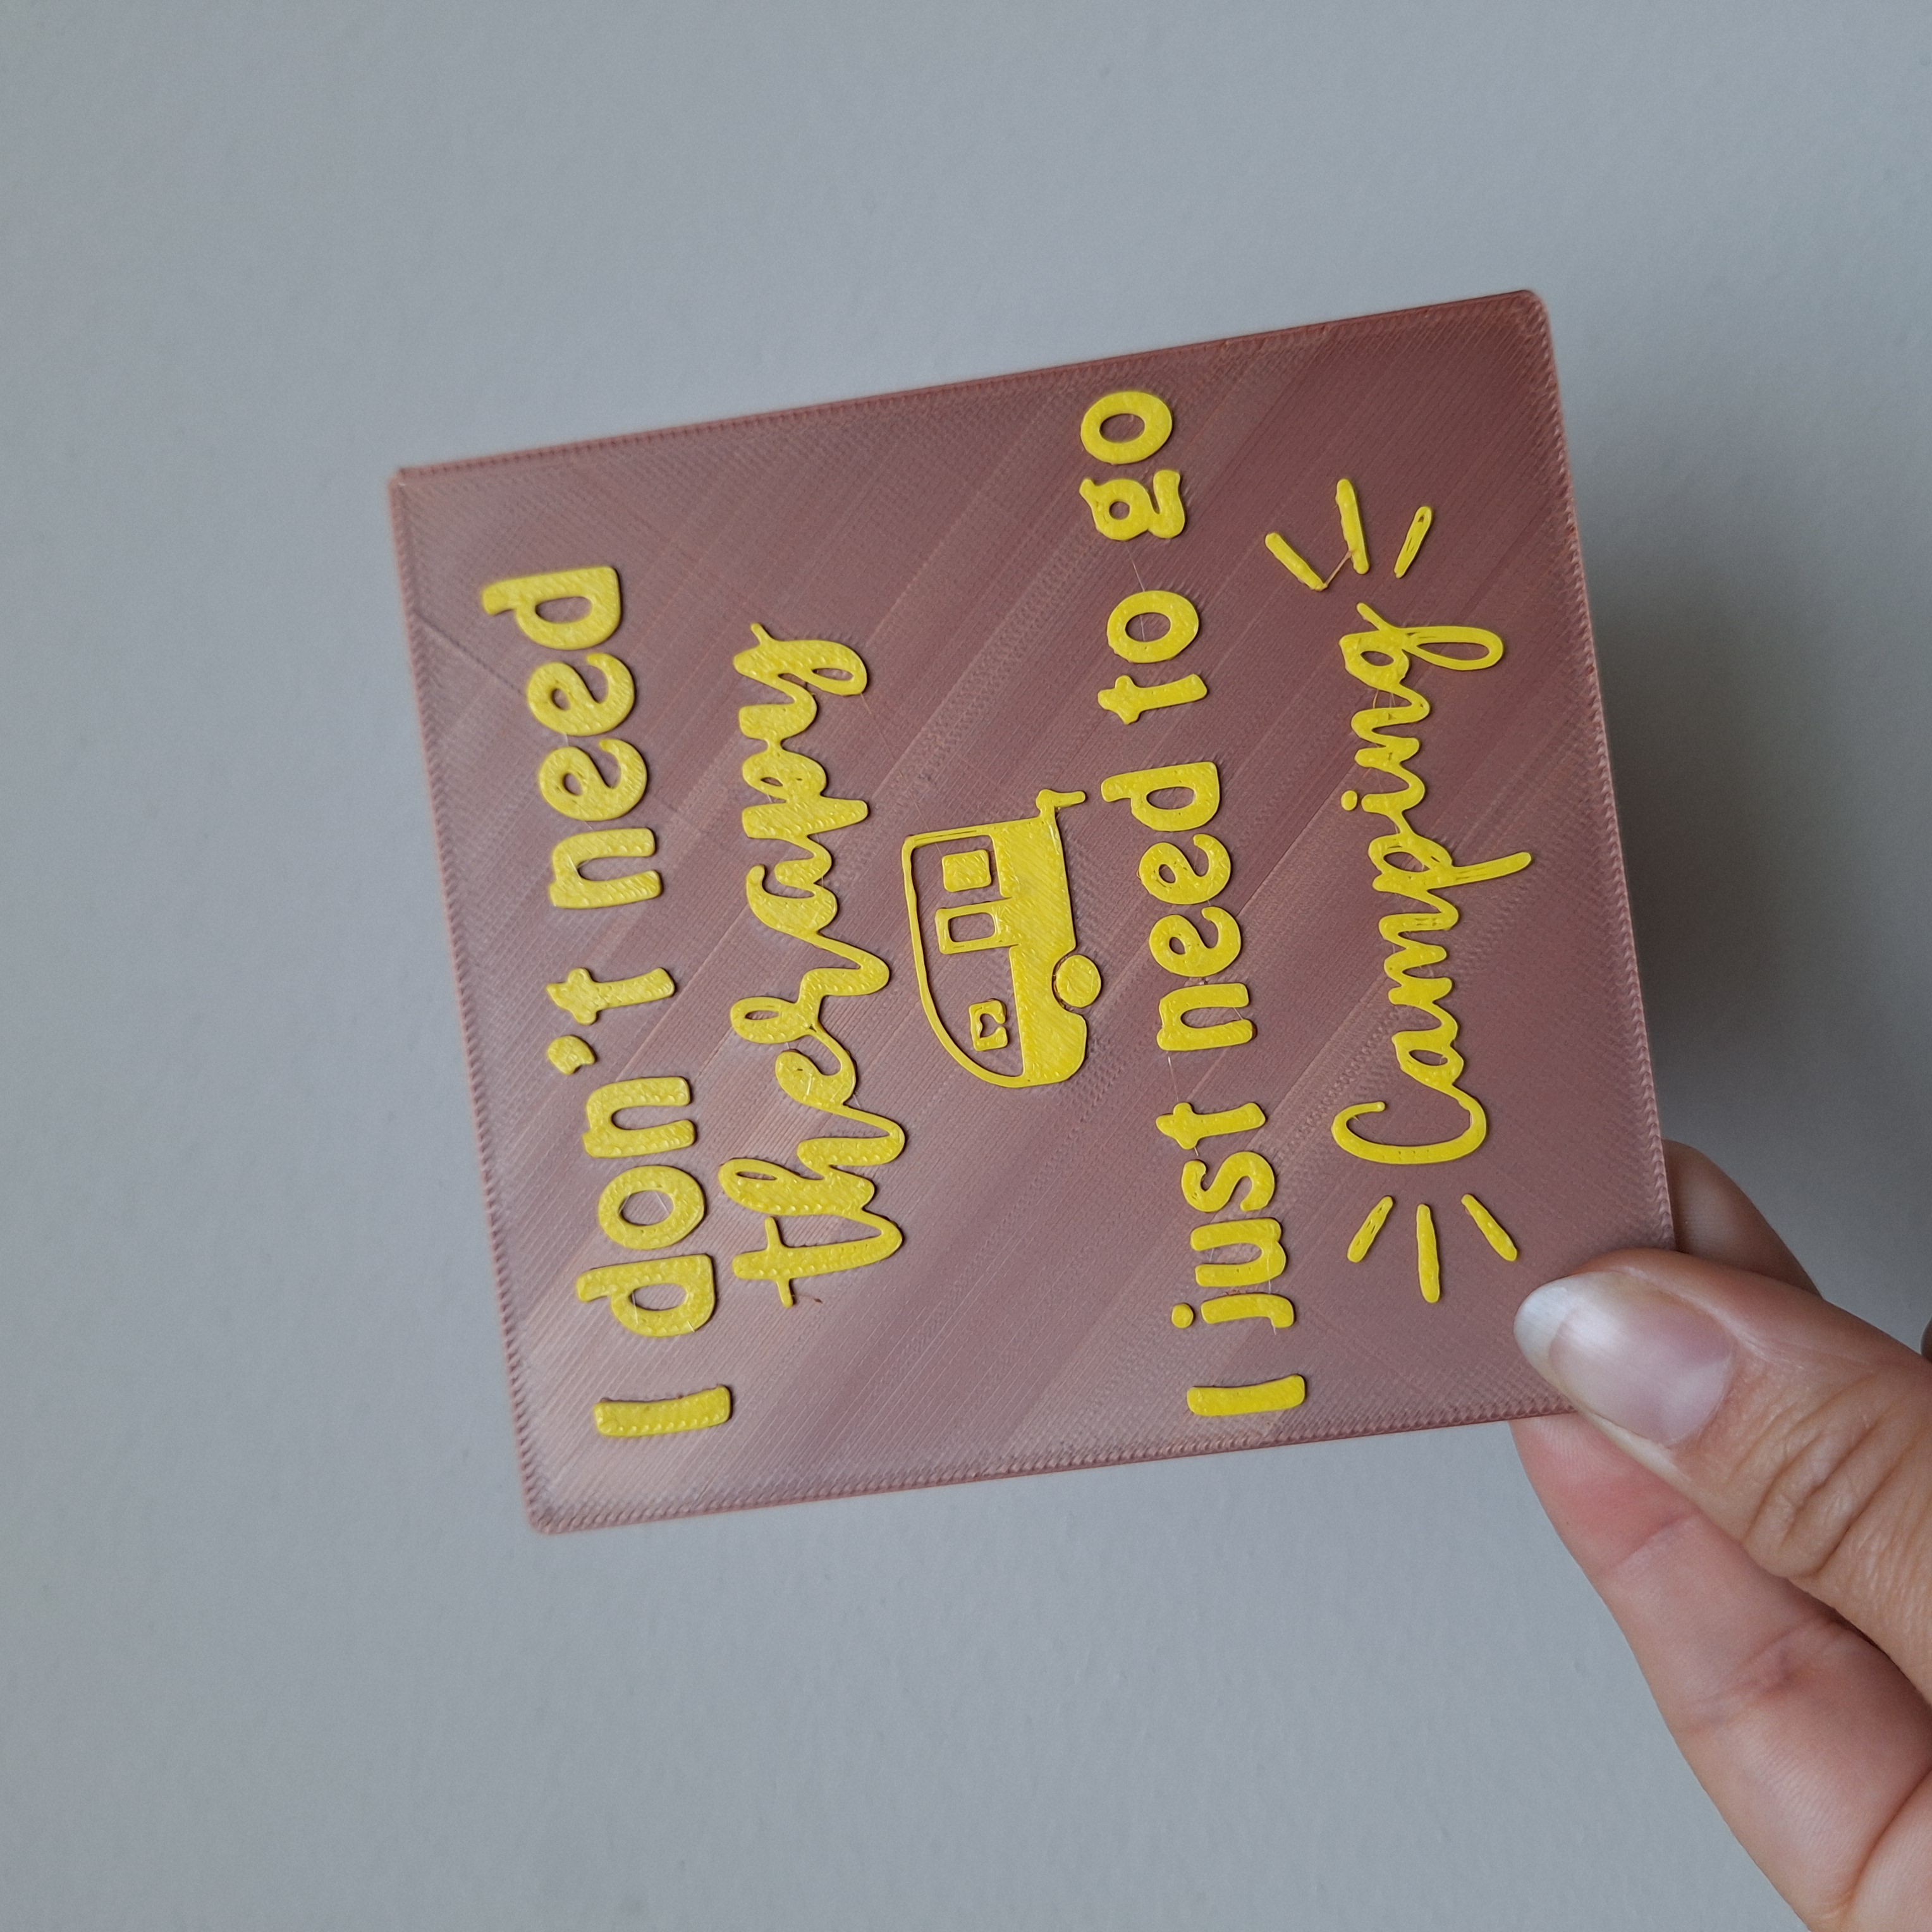 I don't need
therapy
I just need to go
Camping